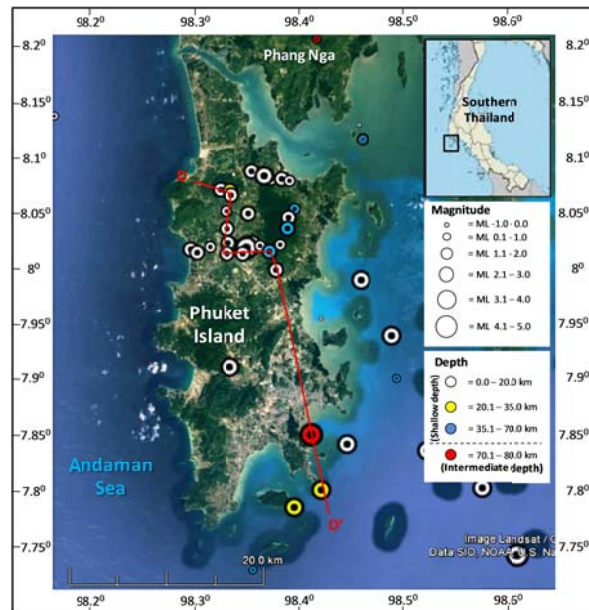 98.2⁰ 98.3⁰ 98.4⁰ 98.5⁰ 98.6⁰
8.2⁰
8.15⁰
8.1⁰
8.05⁰
8⁰
7.95⁰
7.9⁰
7.85⁰
7.8⁰
7.75⁰
8.2⁰
8.15⁰
8.1⁰
8.05⁰
8⁰
7.95⁰
7.9⁰
7.85⁰
7.8⁰
7.75⁰
Phang Nga
Southern
Thailand
Phuket
Island
Andaman
Sea
D'
20.0 km
Magnitude
= ML -1.0 - 0.0
= ML 0.1 - 1.0
= ML 1.1 - 2.0
= ML 2.1 – 3.0
= ML 3.1 – 4.0
= ML 4.1 – 5.0
Depth
(Shallow depth)
= 0.0 – 20.0 km
= 20.1 – 35.0 km
= 35.1 – 70.0 km
= 70.1 – 80.0 km
(Intermediate depth)
Image Landsat / C
Data SIO, NOAA, U.S. Na
98.2⁰ 98.3⁰ 98.4⁰ 98.5⁰ 98.6⁰